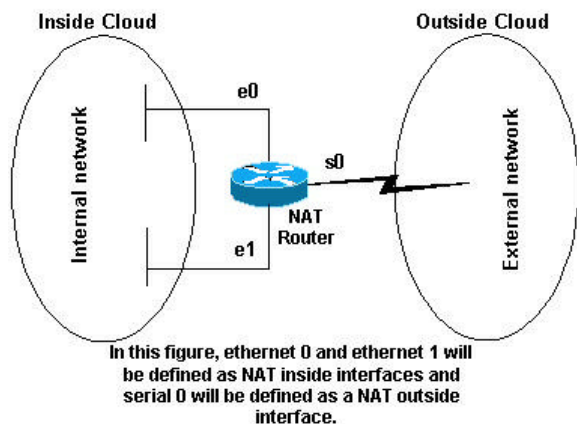 Inside Cloud
Outside Cloud
e0
Internal network
s0
NAT
Router
External network
e1
In this figure, ethernet 0 and ethernet 1 will
be defined as NAT inside interfaces and
serial 0 will be defined as a NAT outside
interface.